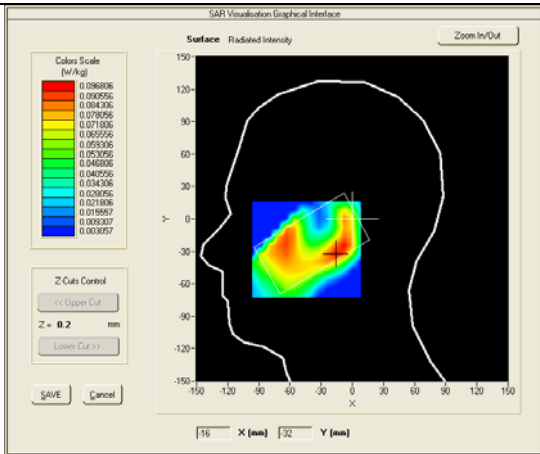 SAR Visualisation Graphical Interface
Surface Radiated Intensity
Zoom In/Out
Colors Scale
(W/kg)
0.096806
0.090556
0.084306
0.078056
0.071806
0.065556
0.059306
0.053056
0.046806
0.040556
0.034306
0.028056
0.021806
0.015557
0.009307
0.003057
Z-Cuts Control
<< Upper Cut
Z = 0.2 mm
Lower Cut >>
SAVE Cancel
150
120
90
60
30
0
-30
-60
-90
-120
-150
Y
-150 -120 -90 -60 -30 0 30 60 90 120 150
X
-16 X (mm) -32 Y (mm)